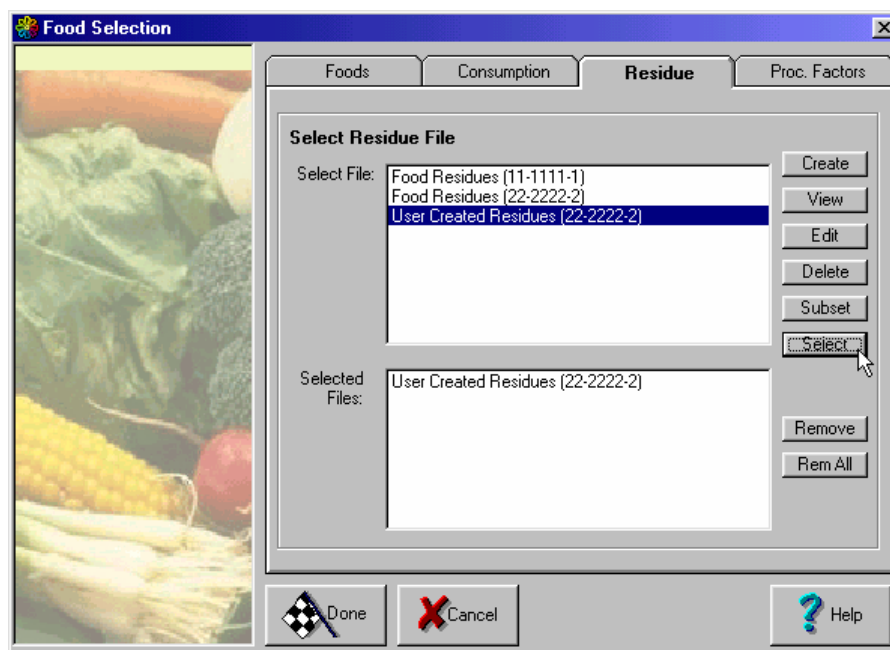 Food Selection
Foods Consumption Residue Proc. Factors
Select Residue File
Select File:
Food Residues (11-1111-1)
Food Residues (22-2222-2)
User Created Residues (22-2222-2)
Create
View
Edit
Delete
Subset
Select
Selected
Files:
User Created Residues (22-2222-2)
Remove
Rem All
Done Cancel ? Help